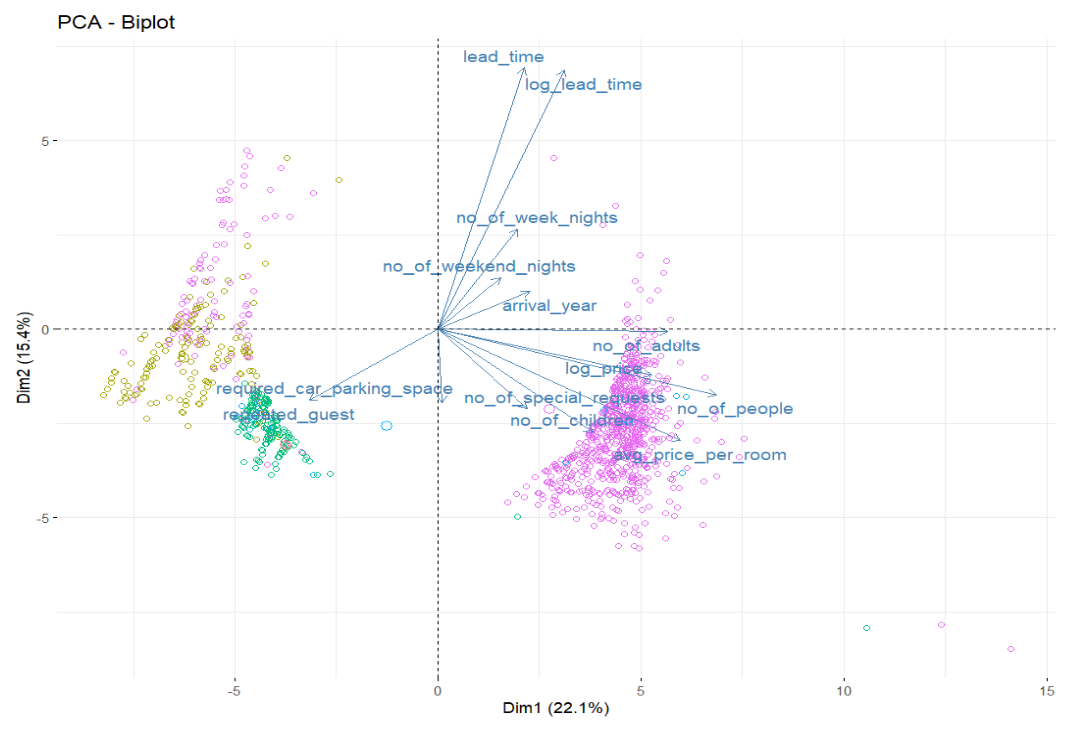 PCA - Biplot
lead_time
log_lead_time
5
no_of_week_nights
no_of_weekend_nights
arrival_year
0
no_of_adults
log_price
required_car_parking_space
no_of_special_requests
no_of_people
repeated_guest
no_of_children
avg_price_per_room
-5
Dim2 (15.4%)
-5 0 5 10 15
Dim1 (22.1%)